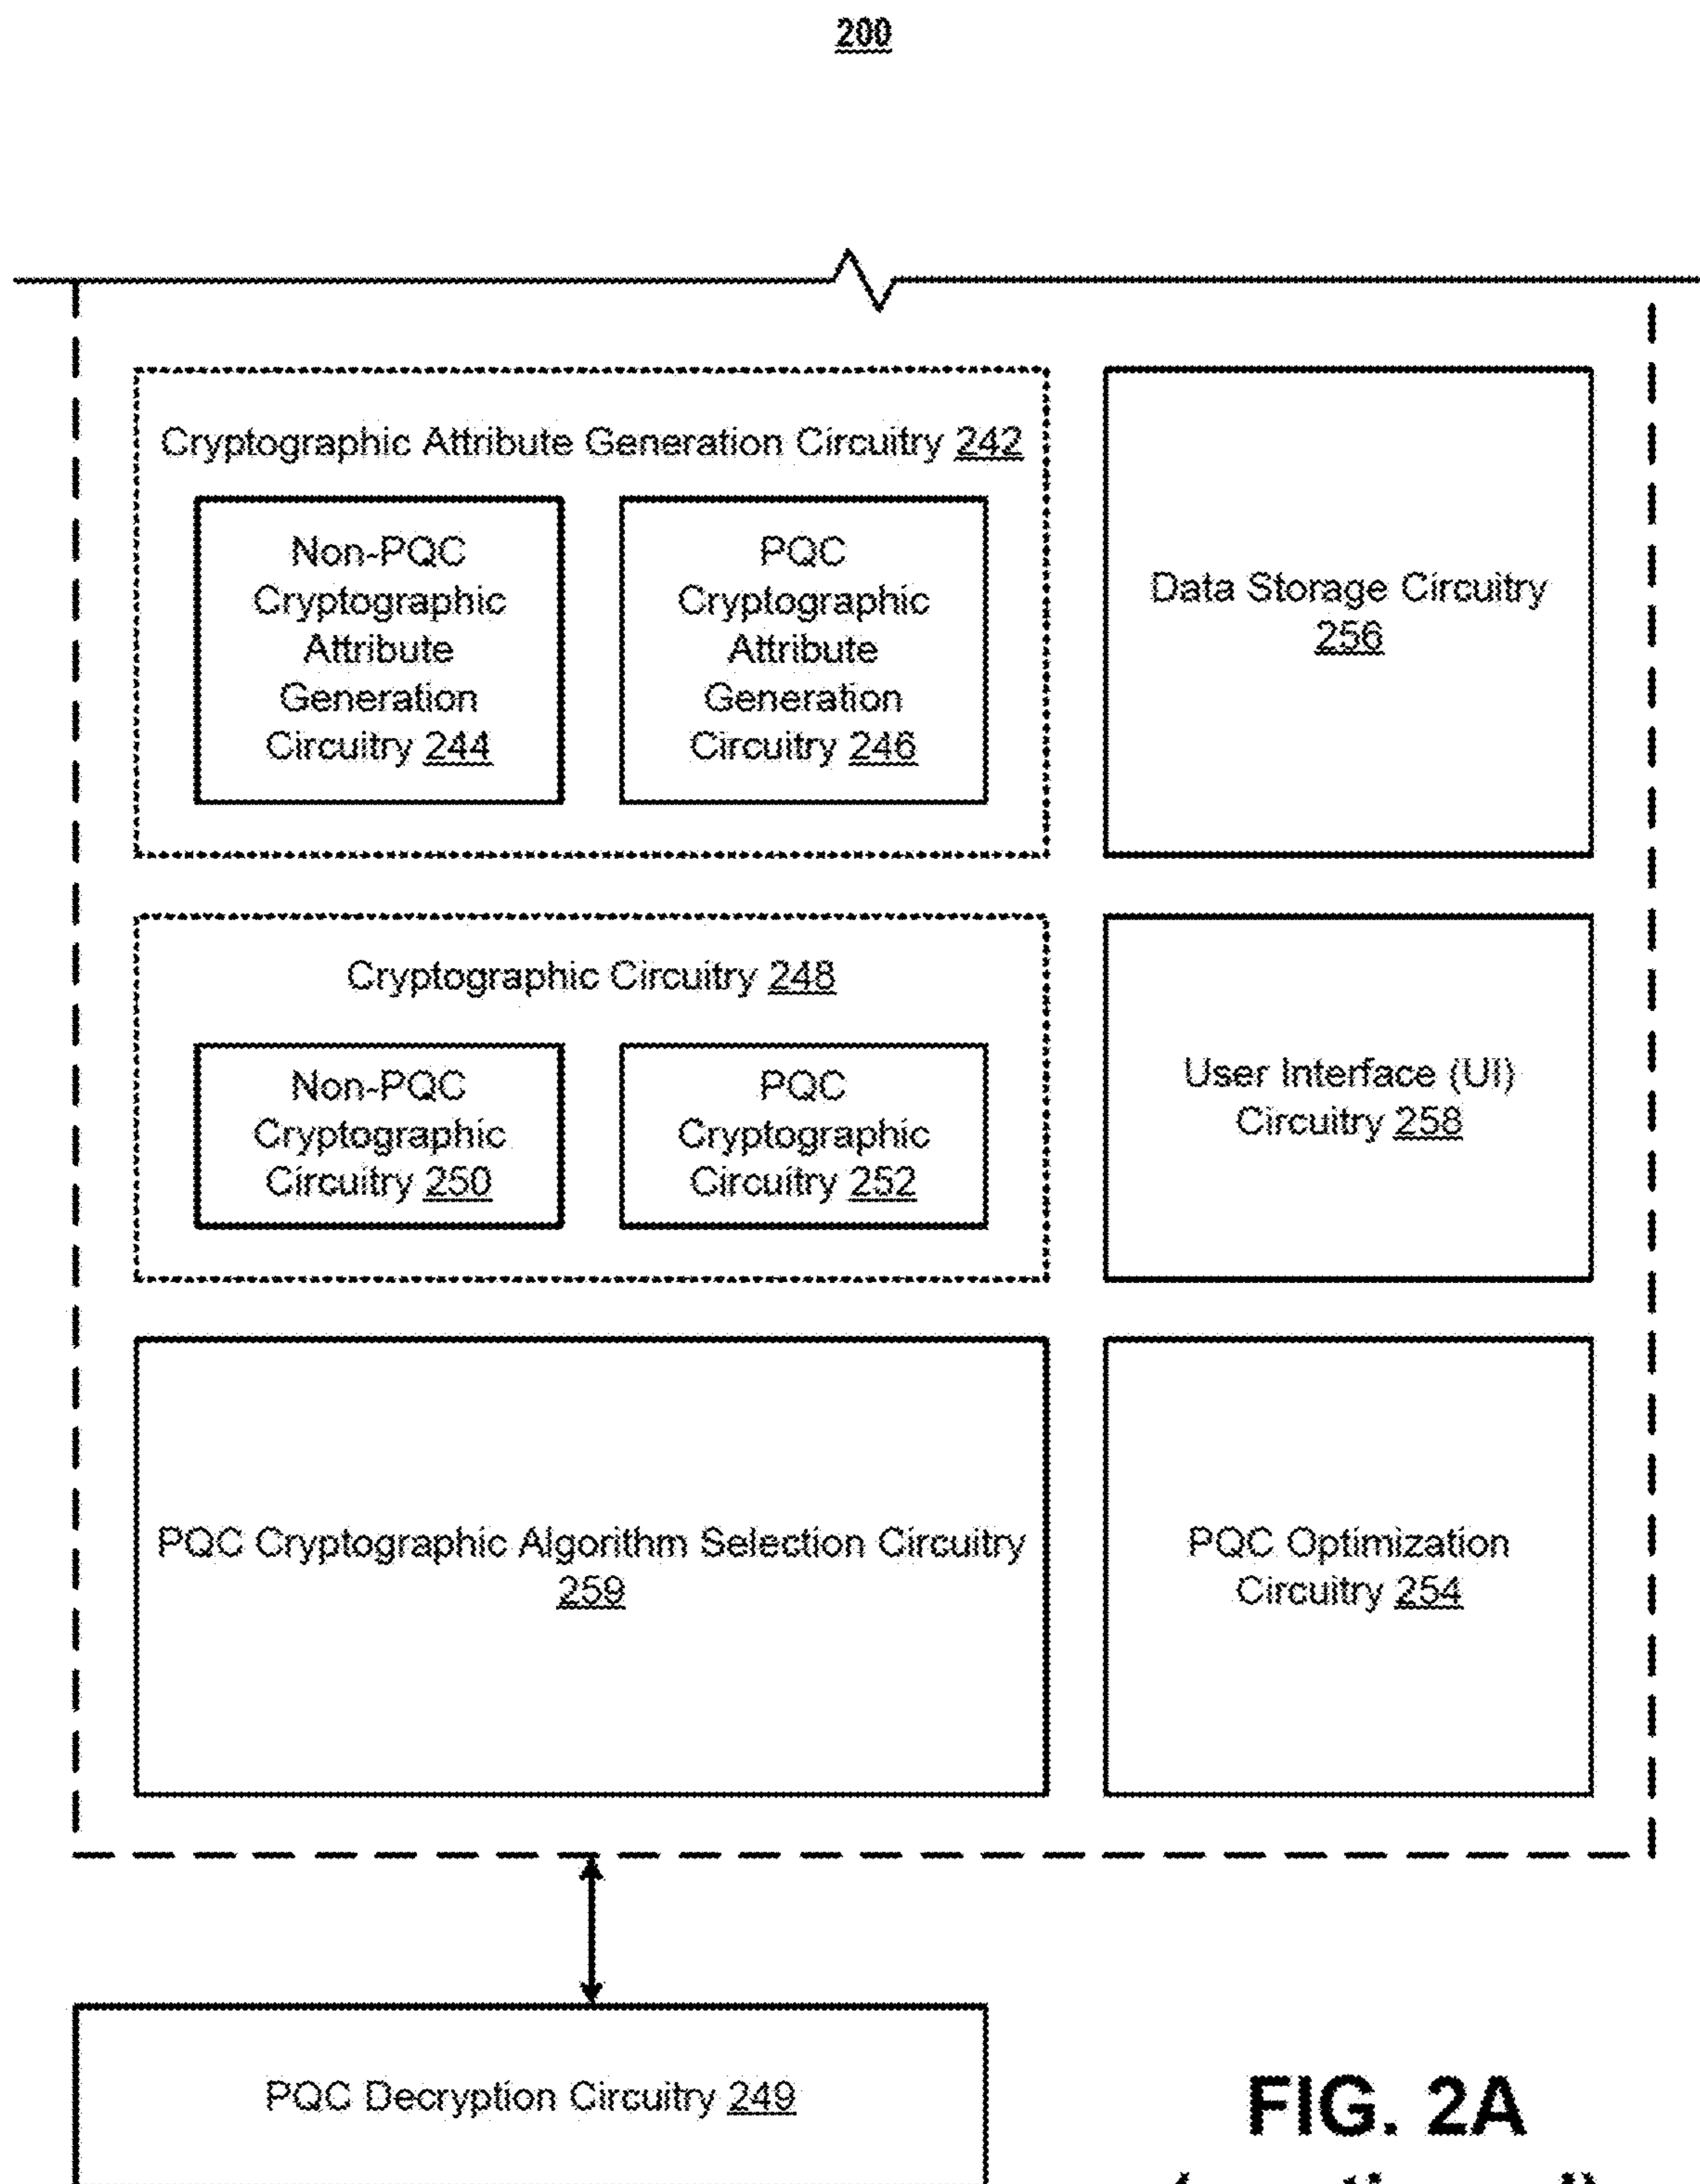 200
Cryptographic Attribute Generation Circuitry 242
Non-PQC
Cryptographic
Attribute
Generation
Circuitry 244
PQC
Cryptographic
Attribute
Generation
Circuitry 246
Data Storage Circuitry
256
Cryptographic Circuitry 248
Non-PQC
Cryptographic
Circuitry 250
PQC
Cryptographic
Circuitry 252
User Interface (UI)
Circuitry 258
PQC Cryptographic Algorithm Selection Circuitry
259
PQC Optimization
Circuitry 254
PQC Decryption Circuitry 249
FIG. 2A